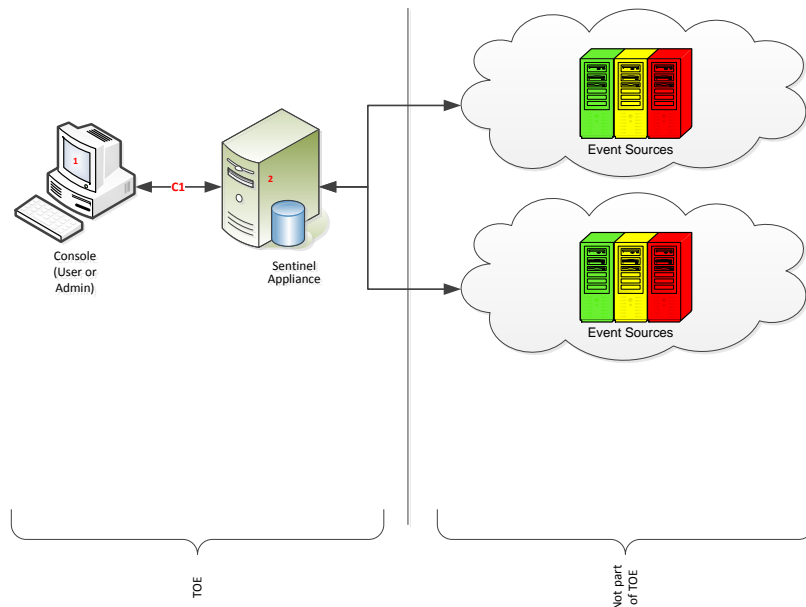 1
C1
2
Console
(User or
Admin)
Sentinel
Appliance
Event Sources
Event Sources
TOE
Not part
of TOE